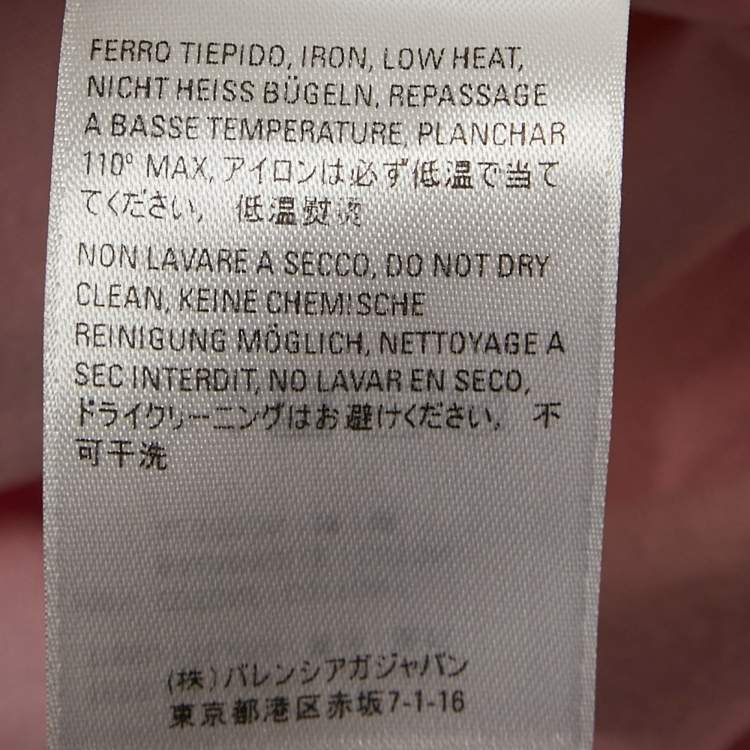 FERRO TIEPIDO, IRON, LOW HEAT,
NICHT HEISS BÜGELN, REPASSAGE
A BASSE TEMPERATURE, PLANCHAR
110º MAX, アイロンは必ず低温で当て
てください, 低温熨烫
NON LAVARE A SECCO, DO NOT DRY
CLEAN, KEINE CHEMISCHE
REINIGUNG MÖGLICH, NETTOYAGE A
SEC INTERDIT, NO LAVAR EN SECO,
ドライクリーニングはお避けください, 不
可干洗
(株)バレンシアガジャパン
東京都港区赤坂7-1-16